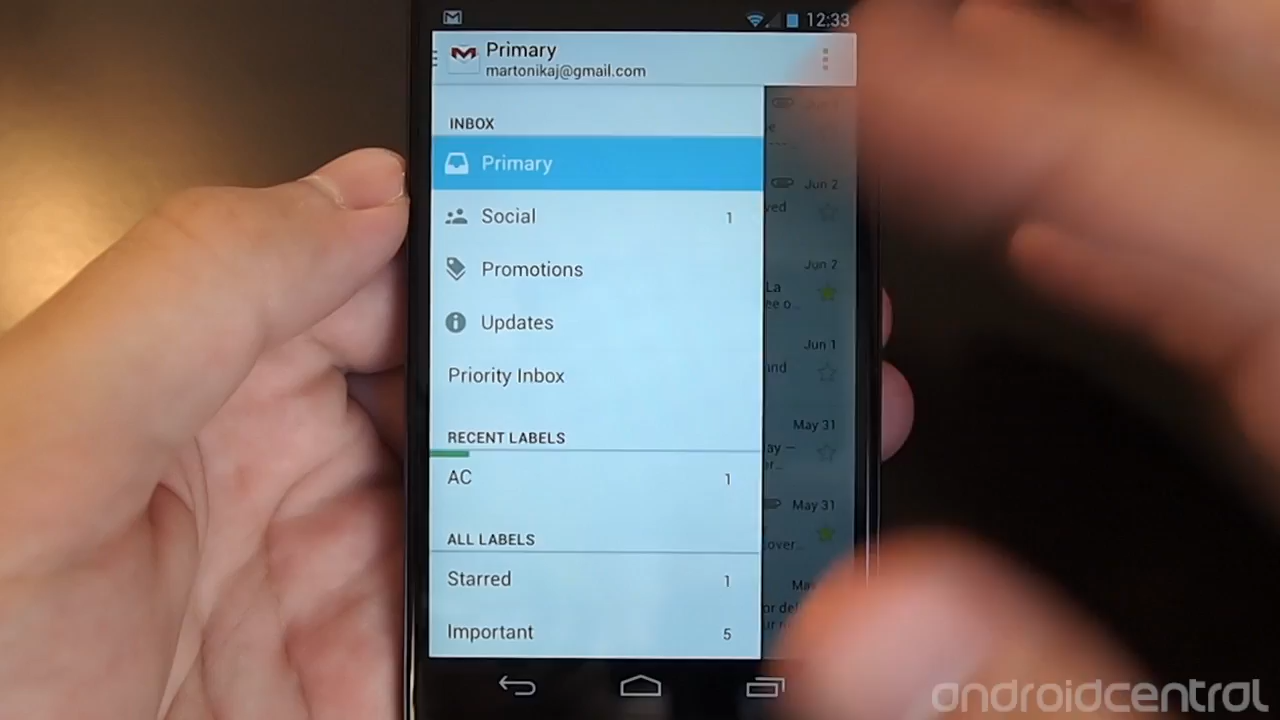 12:33
Primary
martonikaj@gmail.com
INBOX
Primary
Social 1
Promotions
Updates
Priority Inbox
RECENT LABELS
AC 1
ALL LABELS
Starred 1
Important 5
Jun 2
Jun 2
La
Jun 1
May 31
May 31
androidcentral